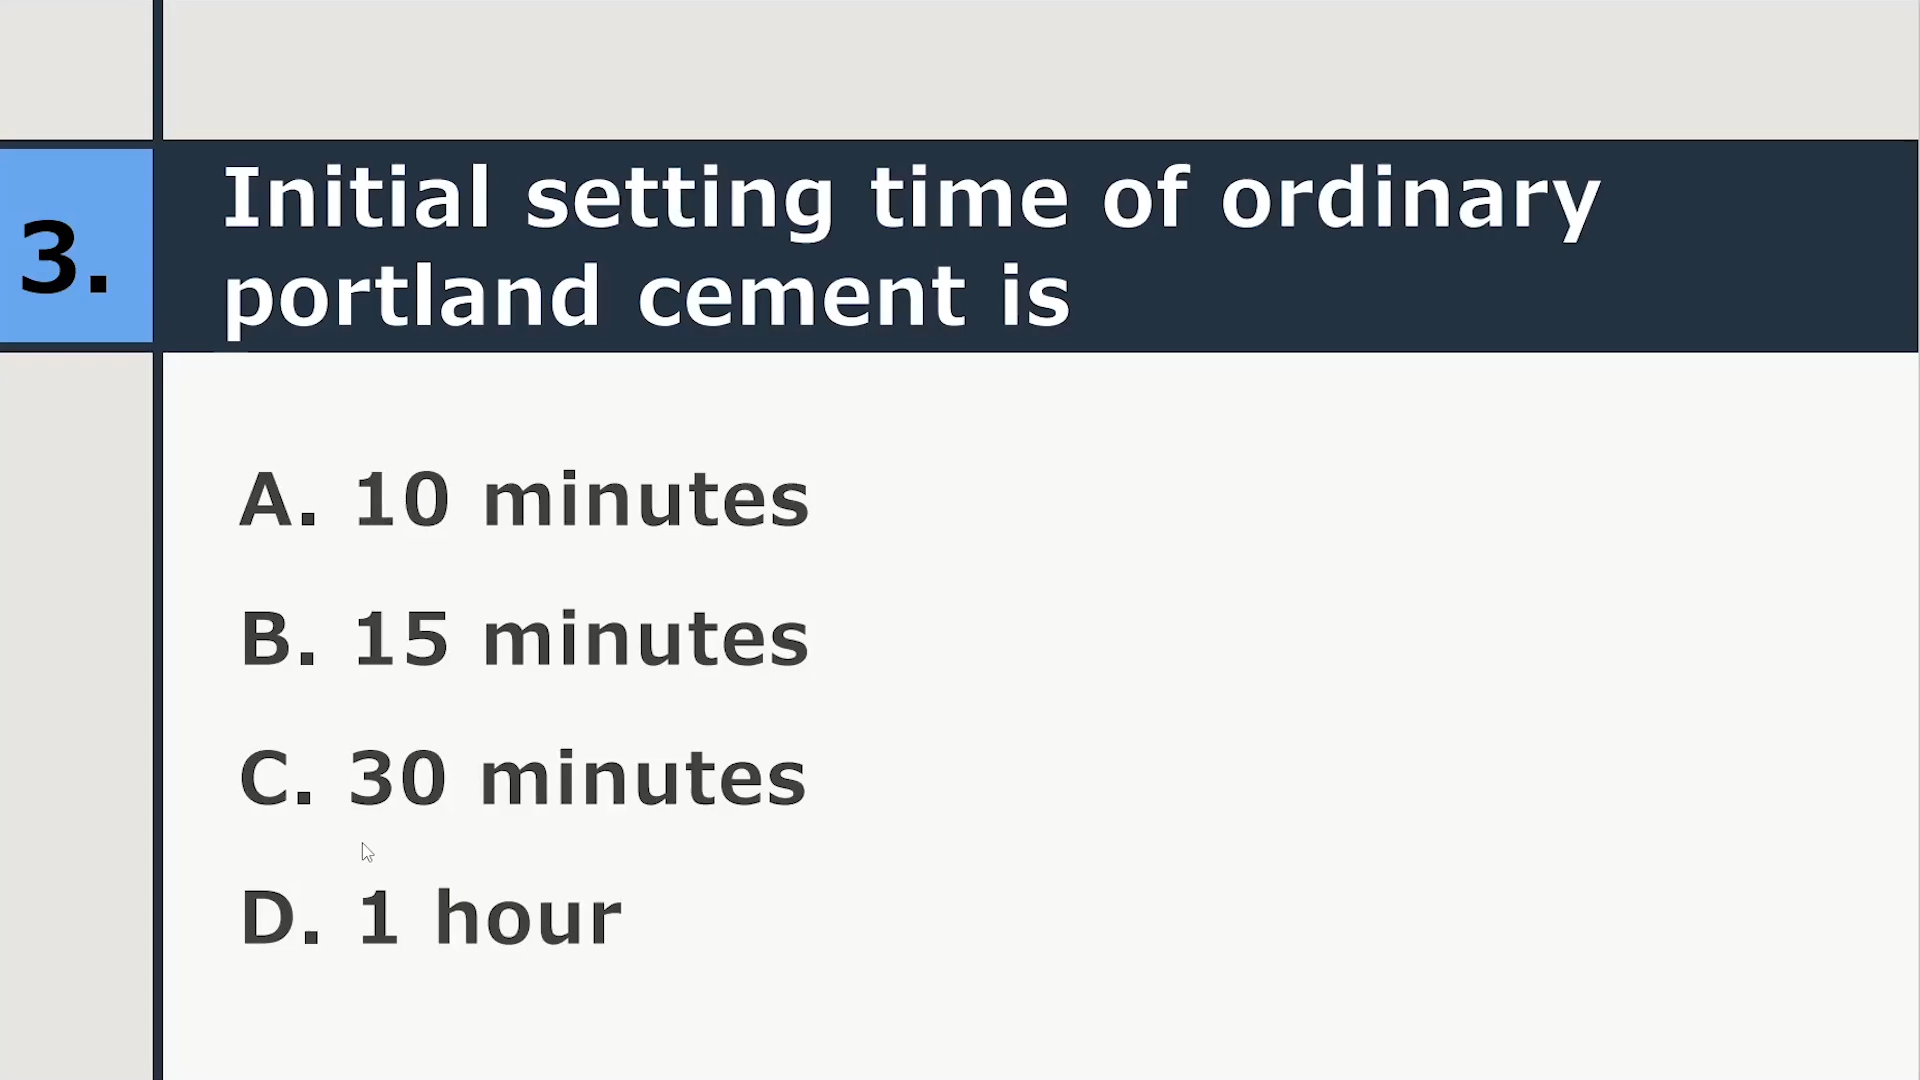 3.
Initial setting time of ordinary
portland cement is
A. 10 minutes
B. 15 minutes
C. 30 minutes
D. 1 hour